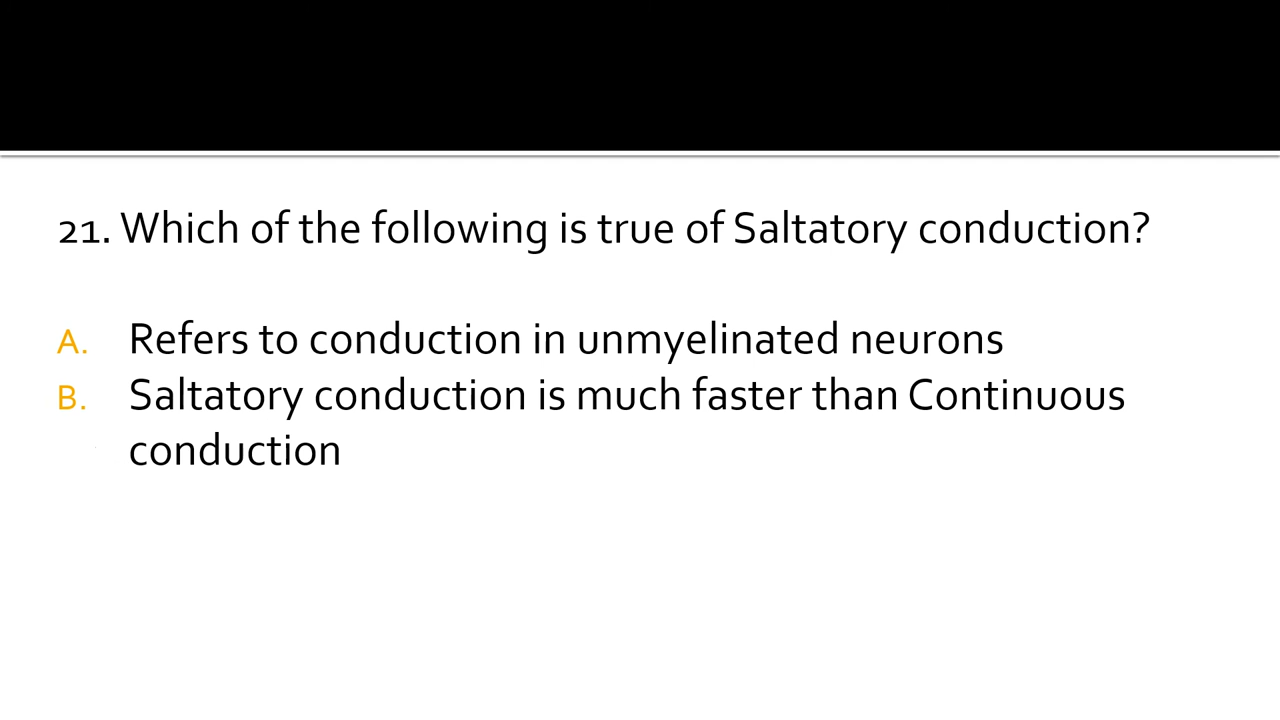 21. Which of the following is true of Saltatory conduction?
A. Refers to conduction in unmyelinated neurons
B. Saltatory conduction is much faster than Continuous
conduction